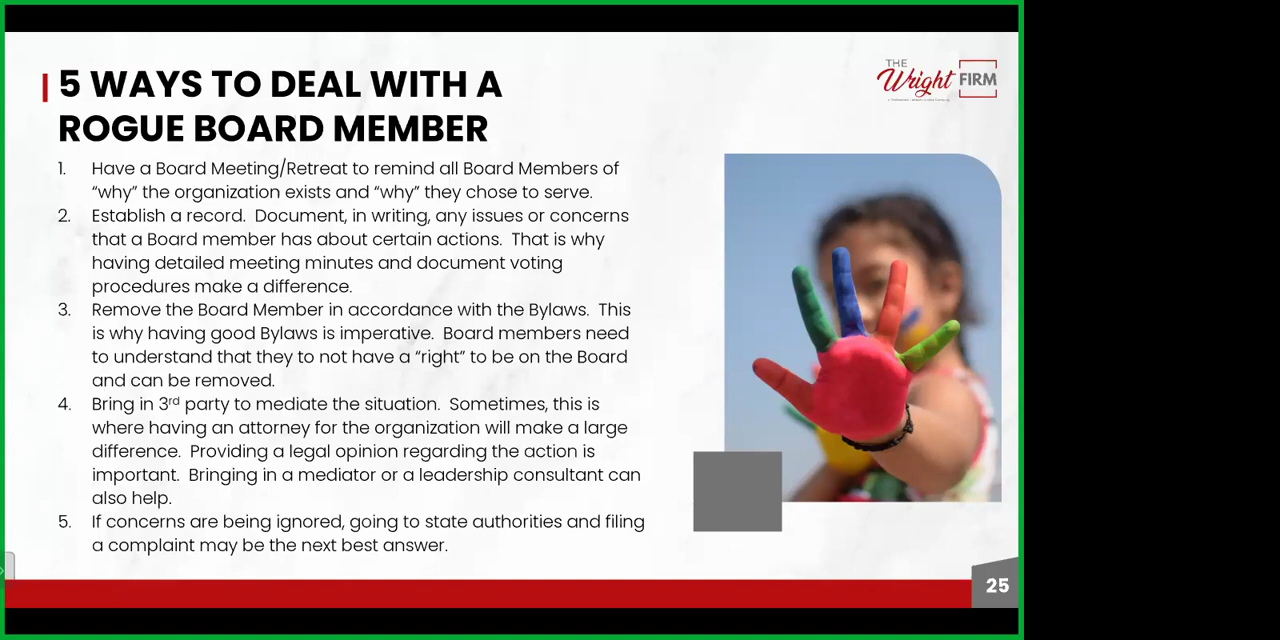 5 WAYS TO DEAL WITH A
ROGUE BOARD MEMBER
THE
Wright FIRM
1. Have a Board Meeting/Retreat to remind all Board Members of
“why” the organization exists and “why” they chose to serve.
2. Establish a record.  Document, in writing, any issues or concerns
that a Board member has about certain actions.  That is why
having detailed meeting minutes and document voting
procedures make a difference.
3. Remove the Board Member in accordance with the Bylaws.  This
is why having good Bylaws is imperative.  Board members need
to understand that they to not have a “right” to be on the Board
and can be removed.
4. Bring in 3rd party to mediate the situation.  Sometimes, this is
where having an attorney for the organization will make a large
difference.  Providing a legal opinion regarding the action is
important.  Bringing in a mediator or a leadership consultant can
also help.
5. If concerns are being ignored, going to state authorities and filing
a complaint may be the next best answer.
25